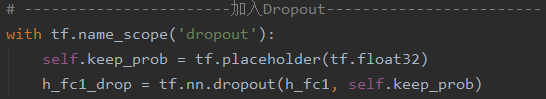 # -----------------------加入Dropout-------------------------
with tf.name_scope('dropout'):
    self.keep_prob = tf.placeholder(tf.float32)
    h_fc1_drop = tf.nn.dropout(h_fc1, self.keep_prob)